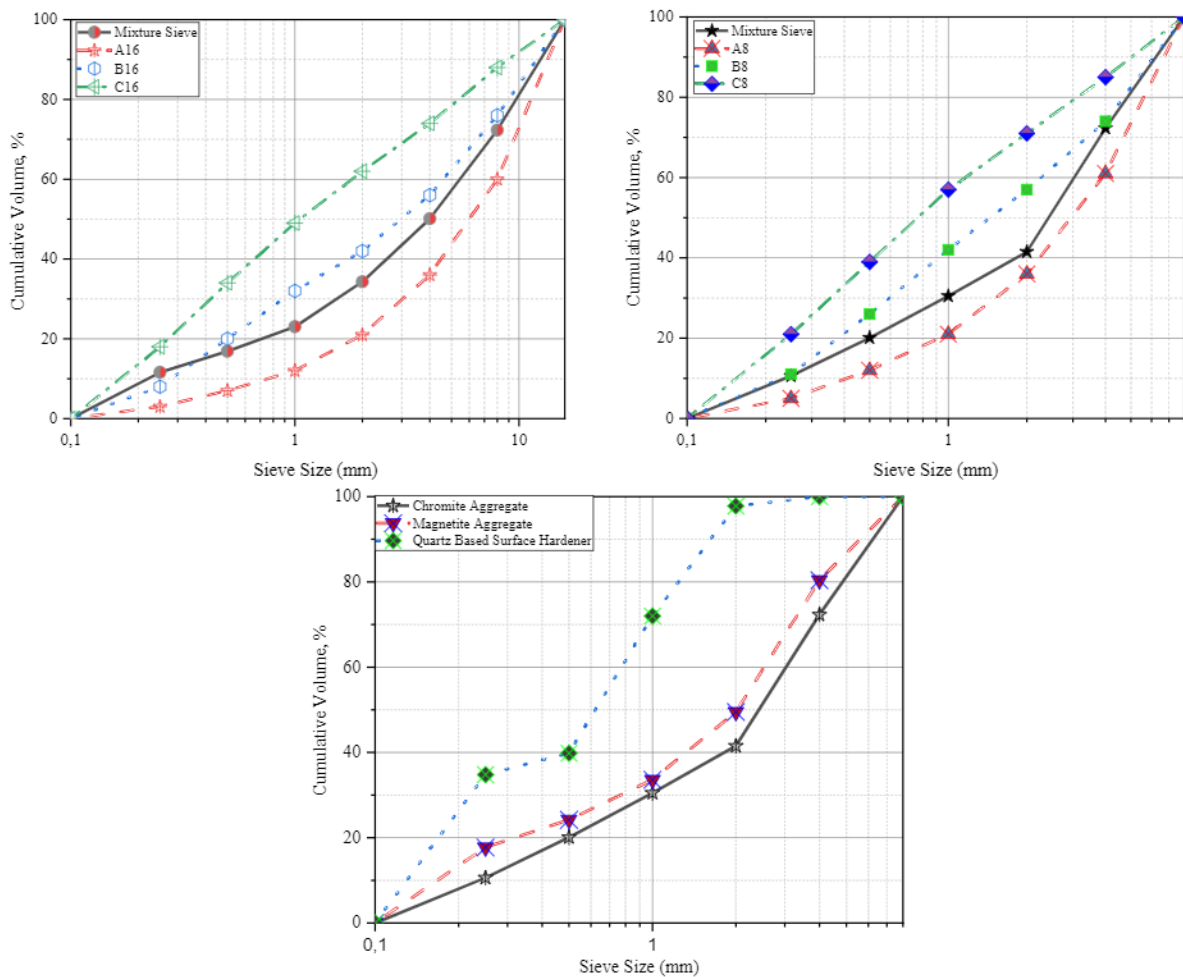 100
80
60
40
20
0
Cumulative Volume, %
Mixture Sieve
A16
B16
C16
0,1
1
10
Sieve Size (mm)
100
80
60
40
20
0
Cumulative Volume, %
Mixture Sieve
A8
B8
C8
0,1
1
Sieve Size (mm)
100
80
60
40
20
0
Cumulative Volume, %
Chromite Aggregate
Magnetite Aggregate
Quartz Based Surface Hardener
0,1
1
Sieve Size (mm)